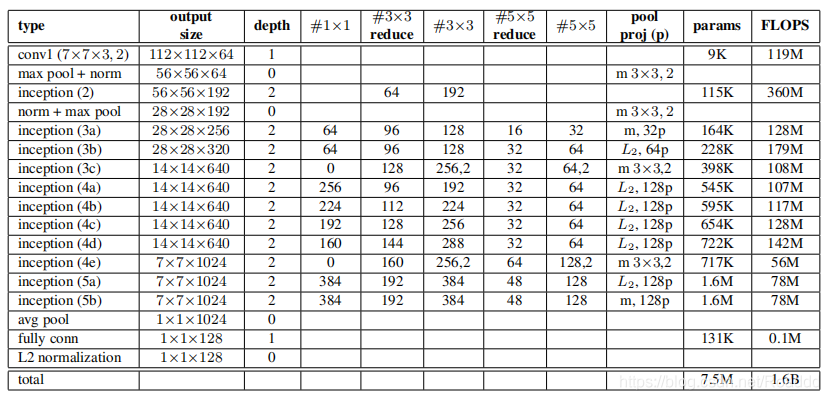 type output size depth #1×1 #3×3 reduce #3×3 #5×5 reduce #5×5 pool proj (p) params FLOPS
conv1 (7×7×3, 2) 112×112×64 1 9K 119M
max pool + norm 56×56×64 0 m 3×3, 2
inception (2) 56×56×192 2 64 192 115K 360M
norm + max pool 28×28×192 0 m 3×3, 2
inception (3a) 28×28×256 2 64 96 128 16 32 m, 32p 164K 128M
inception (3b) 28×28×320 2 64 96 128 32 64 L2, 64p 228K 179M
inception (3c) 14×14×640 2 0 128 256,2 32 64,2 m 3×3,2 398K 108M
inception (4a) 14×14×640 2 256 96 192 32 64 L2, 128p 545K 107M
inception (4b) 14×14×640 2 224 112 224 32 64 L2, 128p 595K 117M
inception (4c) 14×14×640 2 192 128 256 32 64 L2, 128p 654K 128M
inception (4d) 14×14×640 2 160 144 288 32 64 L2, 128p 722K 142M
inception (4e) 7×7×1024 2 0 160 256,2 64 128,2 m 3×3,2 717K 56M
inception (5a) 7×7×1024 2 384 192 384 48 128 L2, 128p 1.6M 78M
inception (5b) 7×7×1024 2 384 192 384 48 128 m, 128p 1.6M 78M
avg pool 1×1×1024 0
fully conn 1×1×128 1 131K 0.1M
L2 normalization 1×1×128 0
total 7.5M 1.6B